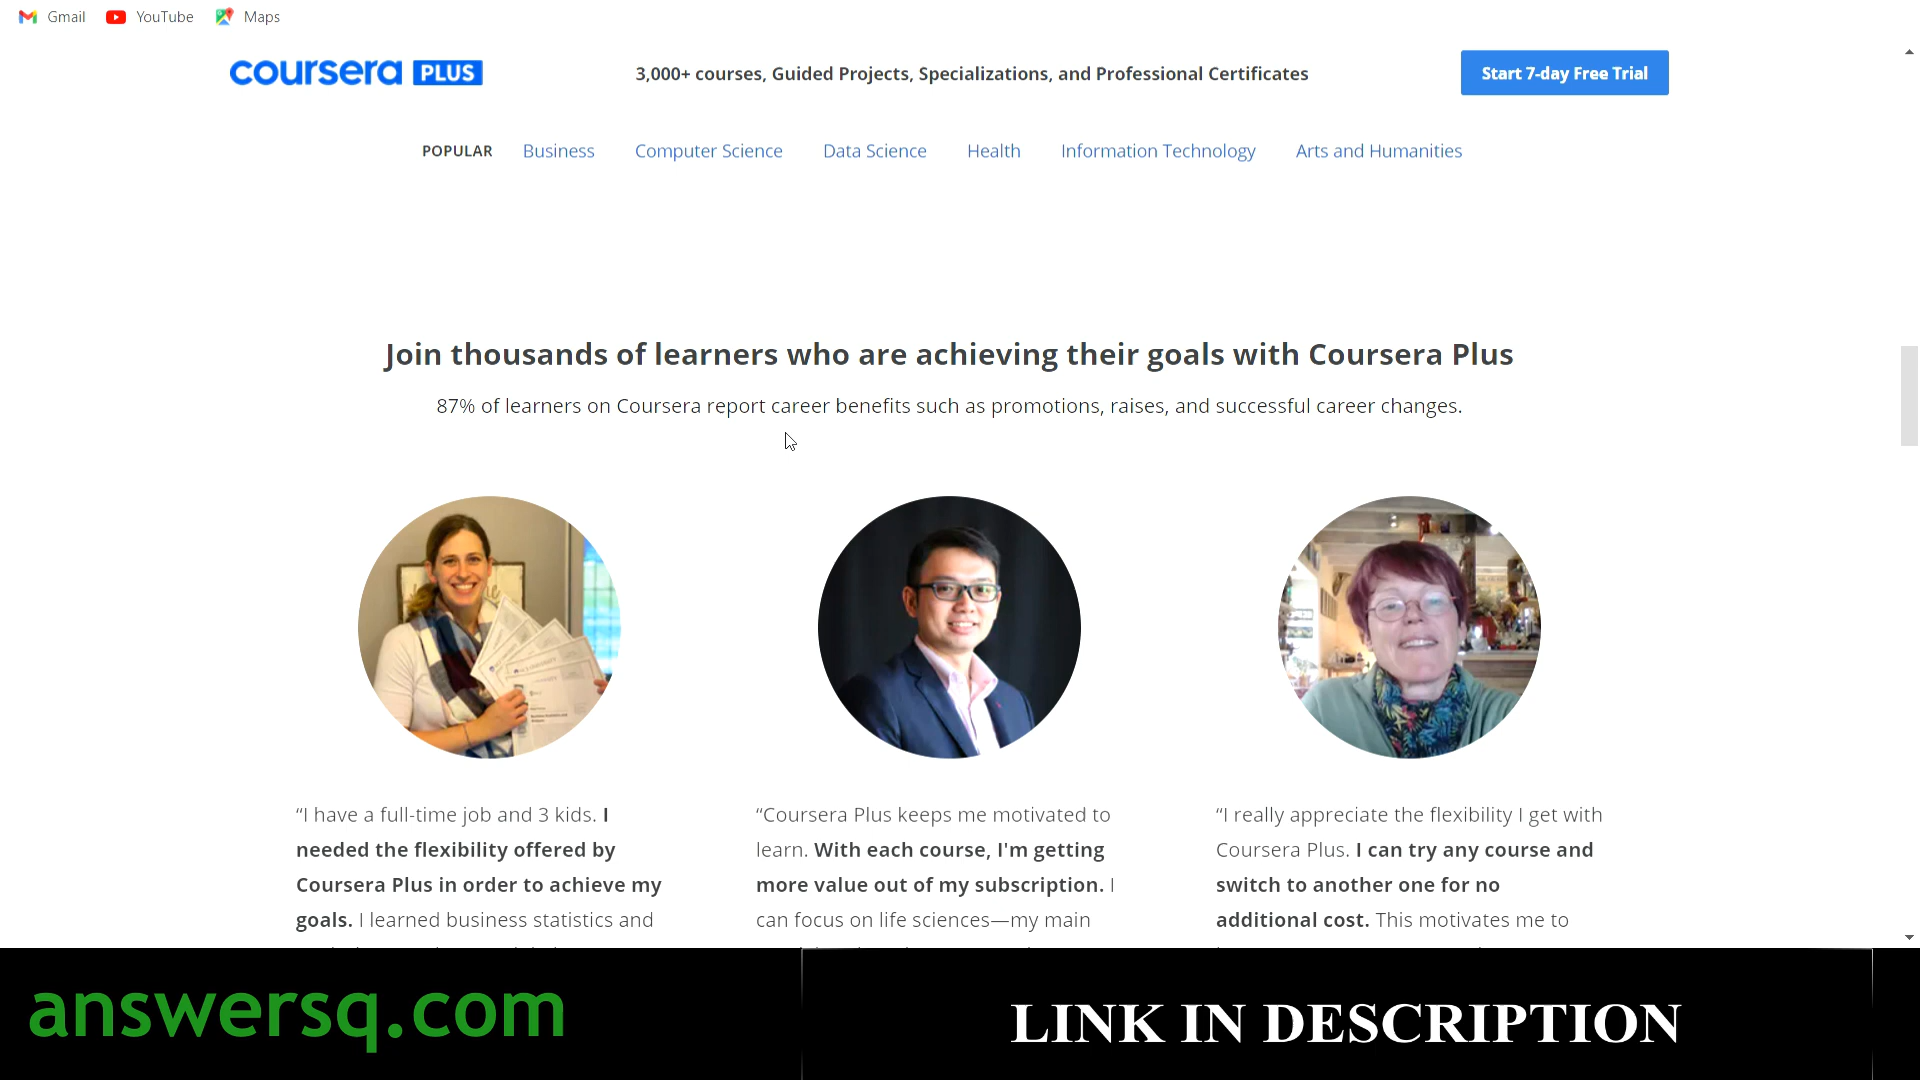 Gmail YouTube Maps
coursera PLUS
3,000+ courses, Guided Projects, Specializations, and Professional Certificates
Start 7-day Free Trial
POPULAR Business Computer Science Data Science Health Information Technology Arts and Humanities
Join thousands of learners who are achieving their goals with Coursera Plus
87% of learners on Coursera report career benefits such as promotions, raises, and successful career changes.
“I have a full-time job and 3 kids. I
needed the flexibility offered by
Coursera Plus in order to achieve my
goals. I learned business statistics and
“Coursera Plus keeps me motivated to
learn. With each course, I'm getting
more value out of my subscription. I
can focus on life sciences—my main
“I really appreciate the flexibility I get with
Coursera Plus. I can try any course and
switch to another one for no
additional cost. This motivates me to
answersq.com
LINK IN DESCRIPTION